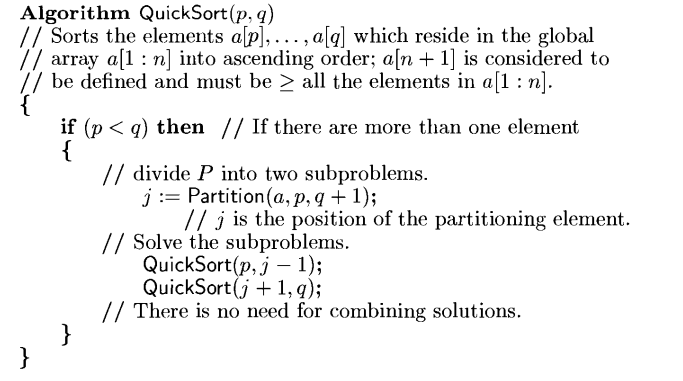 Algorithm QuickSort(p, q)
// Sorts the elements a[p], . . . , a[q] which reside in the global
// array a[1 : n] into ascending order; a[n + 1] is considered to
// be defined and must be ≥ all the elements in a[1 : n].
{
if (p < q) then // If there are more than one element
{
// divide P into two subproblems.
j := Partition(a, p, q + 1);
// j is the position of the partitioning element.
// Solve the subproblems.
QuickSort(p, j − 1);
QuickSort(j + 1, q);
// There is no need for combining solutions.
}
}